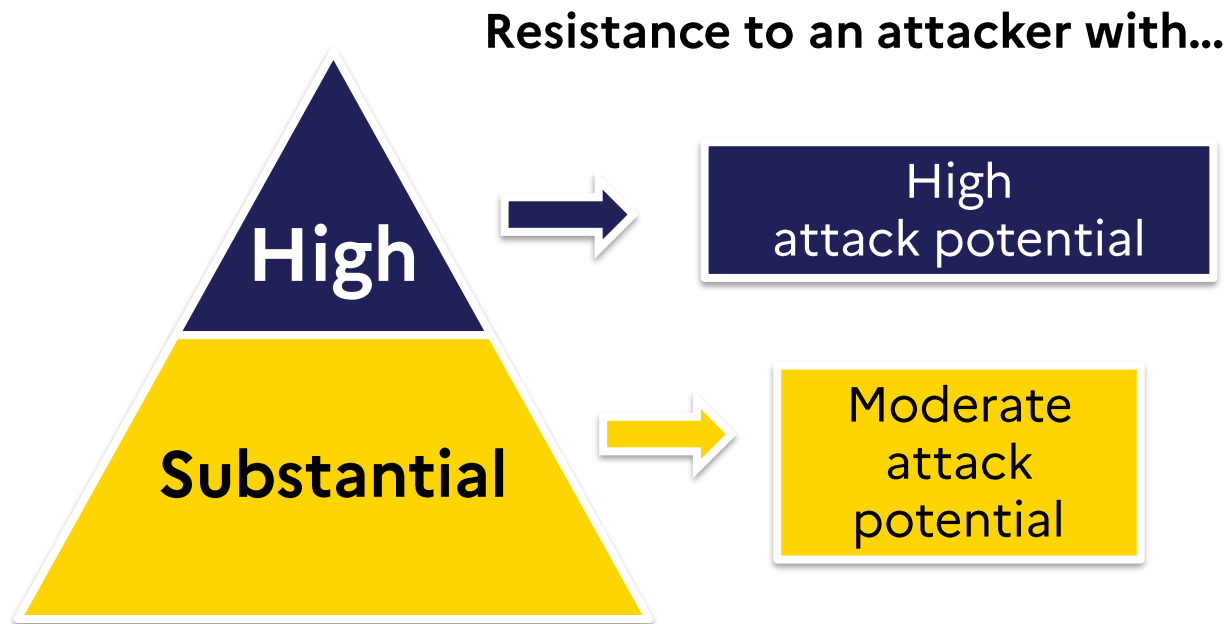 Resistance to an attacker with...
High
High
attack potential
Substantial
Moderate
attack
potential